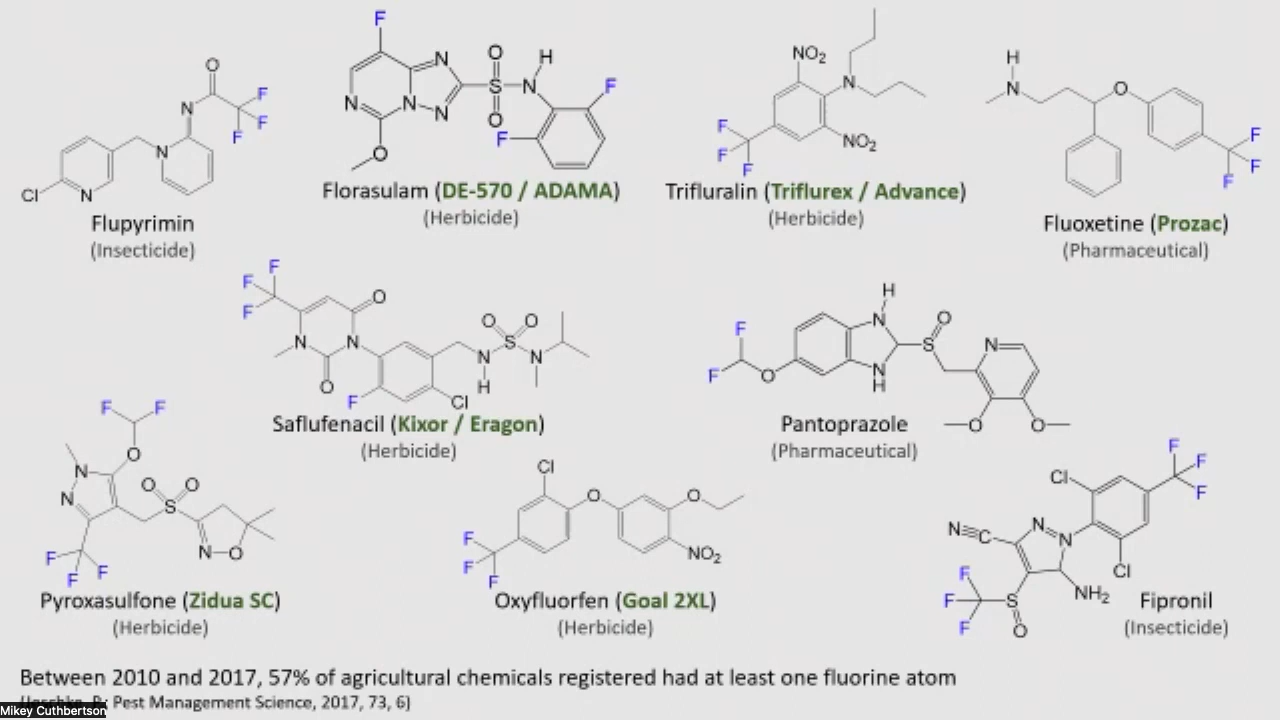 Flupyrimin
(Insecticide)
Florasulam (DE-570 / ADAMA)
(Herbicide)
Trifluralin (Triflurex / Advance)
(Herbicide)
Fluoxetine (Prozac)
(Pharmaceutical)
Saflufenacil (Kixor / Eragon)
(Herbicide)
Pantoprazole
(Pharmaceutical)
Pyroxasulfone (Zidua SC)
(Herbicide)
Oxyfluorfen (Goal 2XL)
(Herbicide)
Fipronil
(Insecticide)
Between 2010 and 2017, 57% of agricultural chemicals registered had at least one fluorine atom
Pest Management Science, 2017, 73, 6)
Mikey Cuthbertson